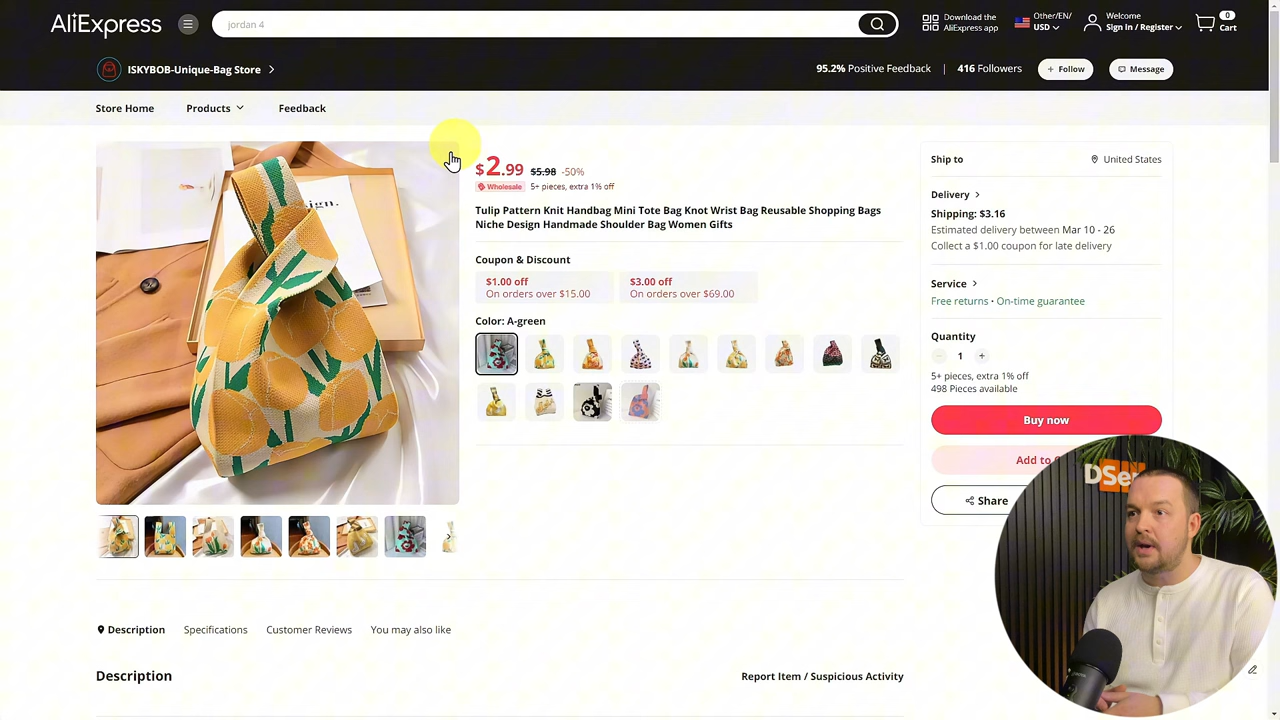 AliExpress
jordan 4
Download the
AliExpress app
Other/EN/
USD
Welcome
Sign In / Register
0
Cart
ISKYBOB-Unique-Bag Store
95.2% Positive Feedback | 416 Followers
+ Follow
Message
Store Home
Products
Feedback
$2.99 $5.98 -50%
Wholesale 5+ pieces, extra 1% off
Tulip Pattern Knit Handbag Mini Tote Bag Knot Wrist Bag Reusable Shopping Bags
Niche Design Handmade Shoulder Bag Women Gifts
Coupon & Discount
$1.00 off
On orders over $15.00
$3.00 off
On orders over $69.00
Color: A-green
Ship to
United States
Delivery
Shipping: $3.16
Estimated delivery between Mar 10 - 26
Collect a $1.00 coupon for late delivery
Service
Free returns • On-time guarantee
Quantity
- 1 +
5+ pieces, extra 1% off
498 Pieces available
Buy now
Add to
Share
Description
Specifications
Customer Reviews
You may also like
Description
Report Item / Suspicious Activity